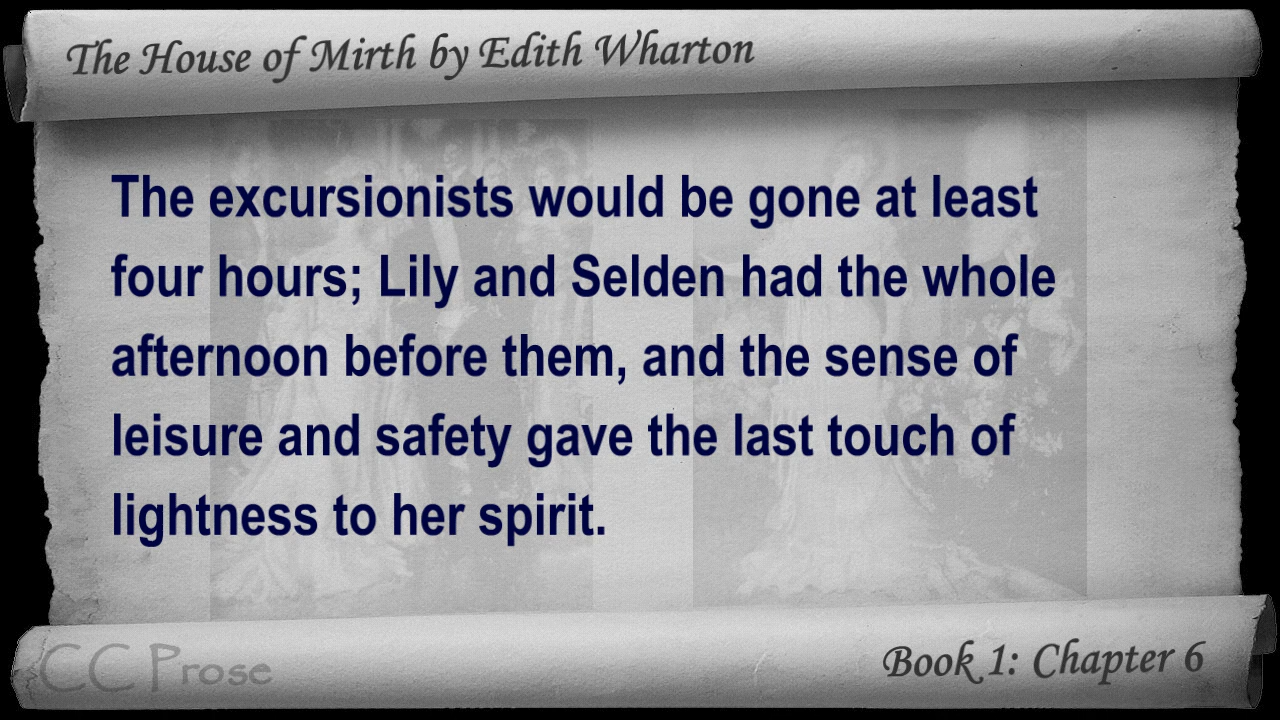 The House of Mirth by Edith Wharton
The excursionists would be gone at least
four hours; Lily and Selden had the whole
afternoon before them, and the sense of
leisure and safety gave the last touch of
lightness to her spirit.
CC Prose
Book 1: Chapter 6